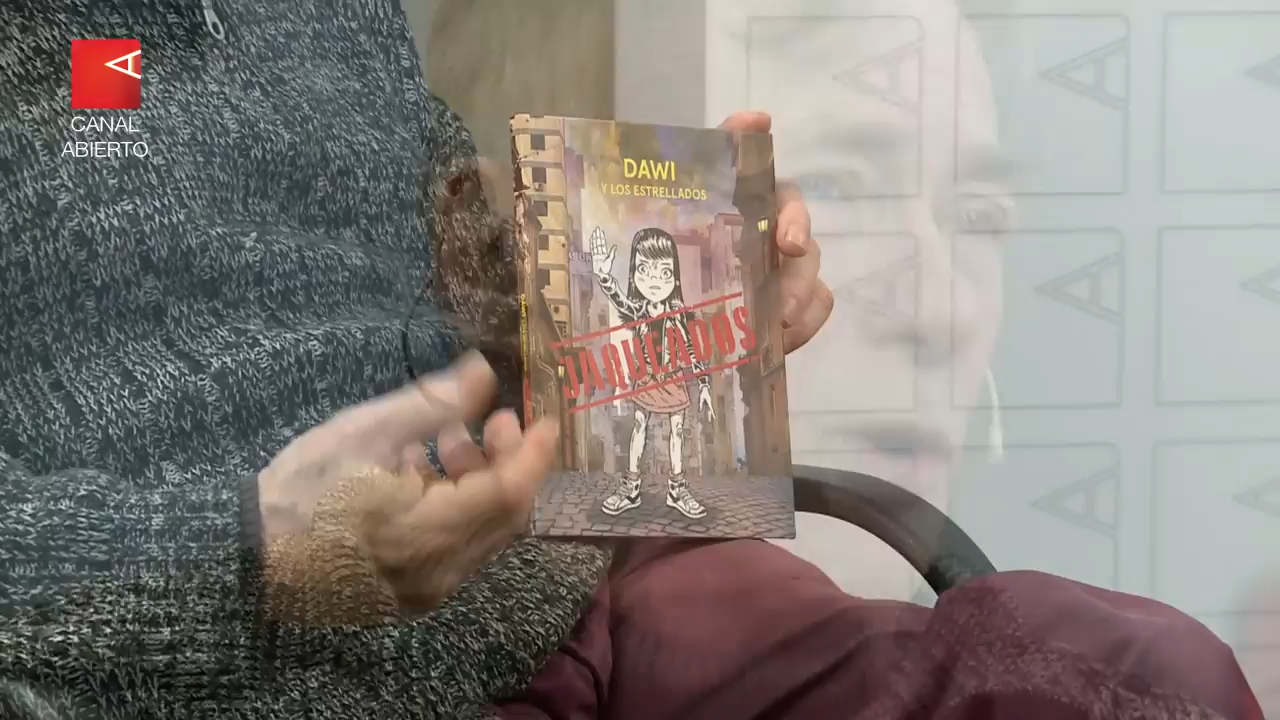 CANAL
ABIERTO
DAWI
Y LOS ESTRELLADOS
JAQUEADOS